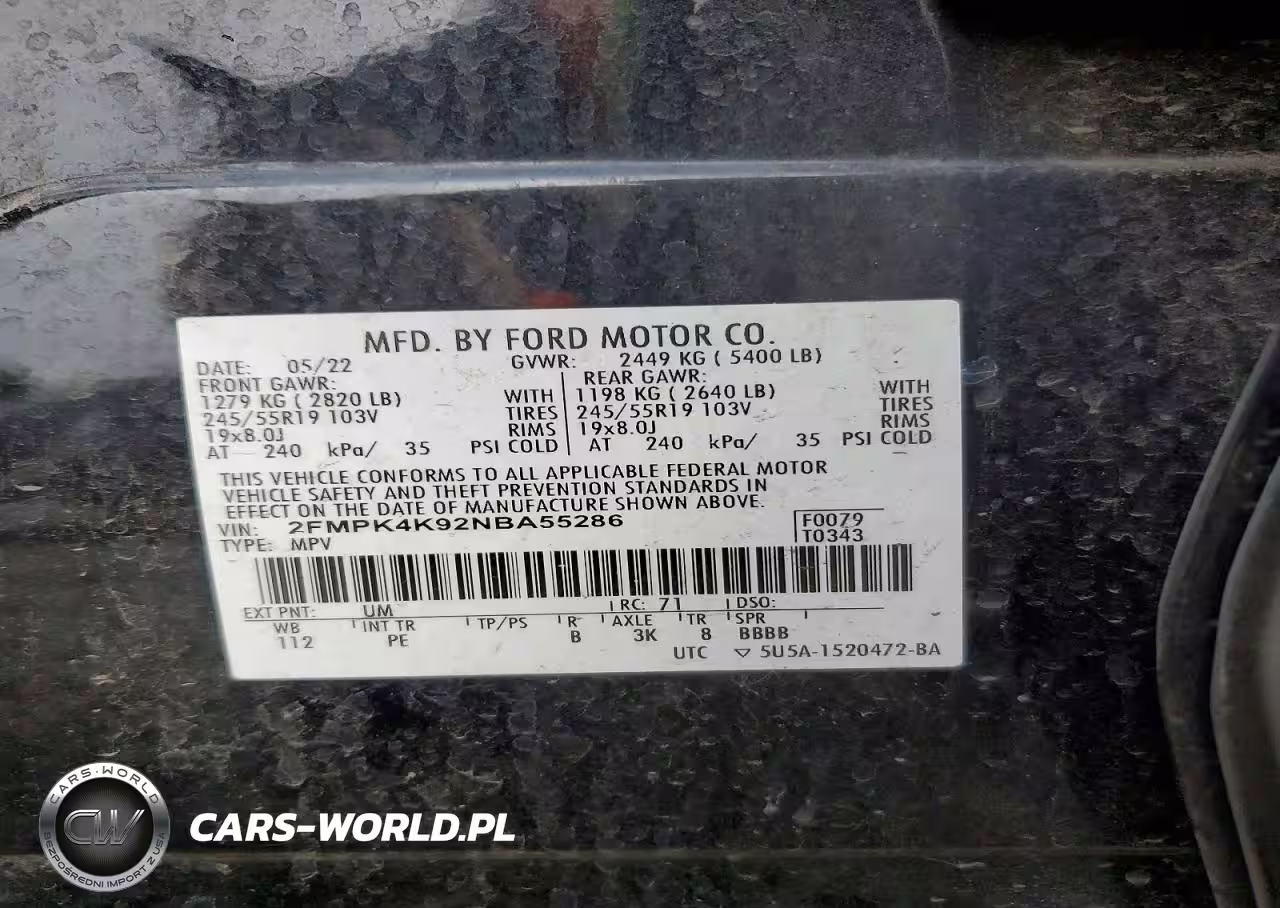 MFD. BY FORD MOTOR CO.
DATE: 05/22 GVWR: 2449 KG ( 5400 LB)
FRONT GAWR: REAR GAWR:
1279 KG ( 2820 LB) WITH 1198 KG ( 2640 LB) WITH
245/55R19 103V TIRES 245/55R19 103V TIRES
19x8.0J RIMS 19x8.0J RIMS
AT 240 kPa/ 35 PSI COLD AT 240 kPa/ 35 PSI COLD
THIS VEHICLE CONFORMS TO ALL APPLICABLE FEDERAL MOTOR
VEHICLE SAFETY AND THEFT PREVENTION STANDARDS IN
EFFECT ON THE DATE OF MANUFACTURE SHOWN ABOVE.
VIN: 2FMPK4K92NBA55286 F0079
TYPE: MPV T0343
EXT PNT: UM RC: 71 DSO:
WB INT TR TP/PS R AXLE TR SPR
112 PE B 3K 8 BBBB
UTC ▽ 5U5A-1520472-BA
CARS-WORLD
CW
BEZPOŚREDNI IMPORT Z USA
CARS-WORLD.PL